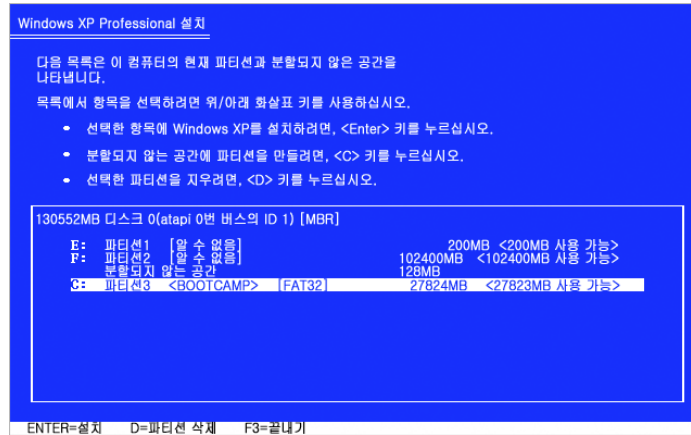 Windows XP Professional 설치
다음 목록은 이 컴퓨터의 현재 파티션과 분할되지 않은 공간을
나타냅니다.
목록에서 항목을 선택하려면 위/아래 화살표 키를 사용하십시오.
• 선택한 항목에 Windows XP를 설치하려면, <Enter> 키를 누르십시오.
• 분할되지 않는 공간에 파티션을 만들려면, <C> 키를 누르십시오.
• 선택한 파티션을 지우려면, <D> 키를 누르십시오.
130552MB 디스크 0(atapi 0번 버스의 ID 1) [MBR]
E: 파티션1 [알 수 없음] 200MB <200MB 사용 가능>
F: 파티션2 [알 수 없음] 102400MB <102400MB 사용 가능>
분할되지 않는 공간 128MB
C: 파티션3 <BOOTCAMP> [FAT32] 27824MB <27823MB 사용 가능>
ENTER=설치 D=파티션 삭제 F3=끝내기